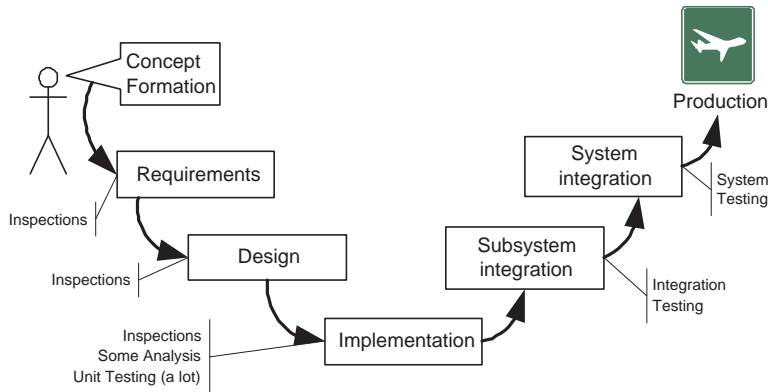 Concept
Formation
Production
Requirements
System
integration
System
Testing
Inspections
Design
Subsystem
integration
Inspections
Integration
Testing
Inspections
Some Analysis
Unit Testing (a lot)
Implementation